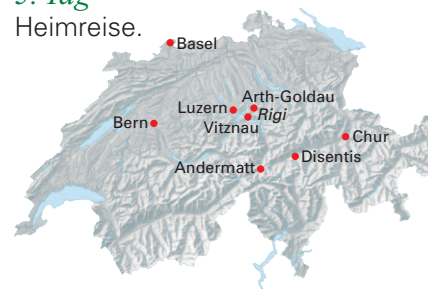 5. Tag
Heimreise.
Basel
Arth-Goldau
Luzern
Rigi
Bern
Vitznau
Chur
Disentis
Andermatt